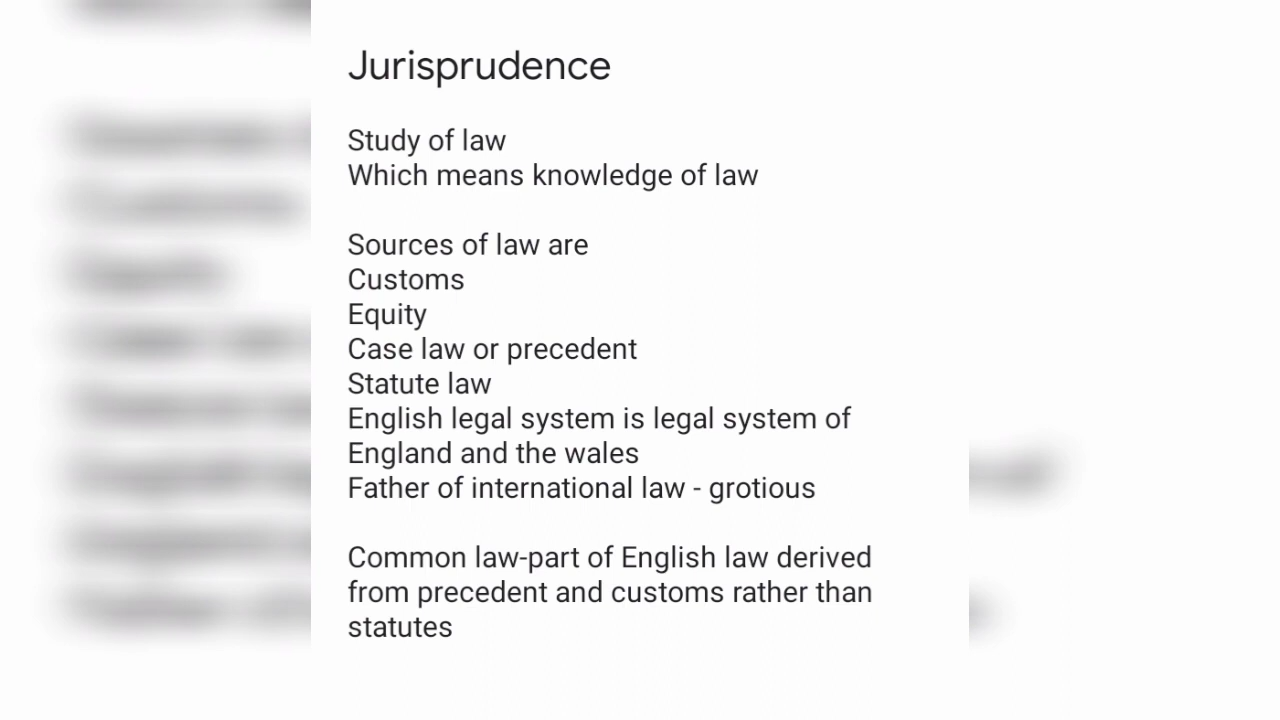 Jurisprudence
Study of law
Which means knowledge of law
Sources of law are
Customs
Equity
Case law or precedent
Statute law
English legal system is legal system of
England and the wales
Father of international law - grotious
Common law-part of English law derived
from precedent and customs rather than
statutes